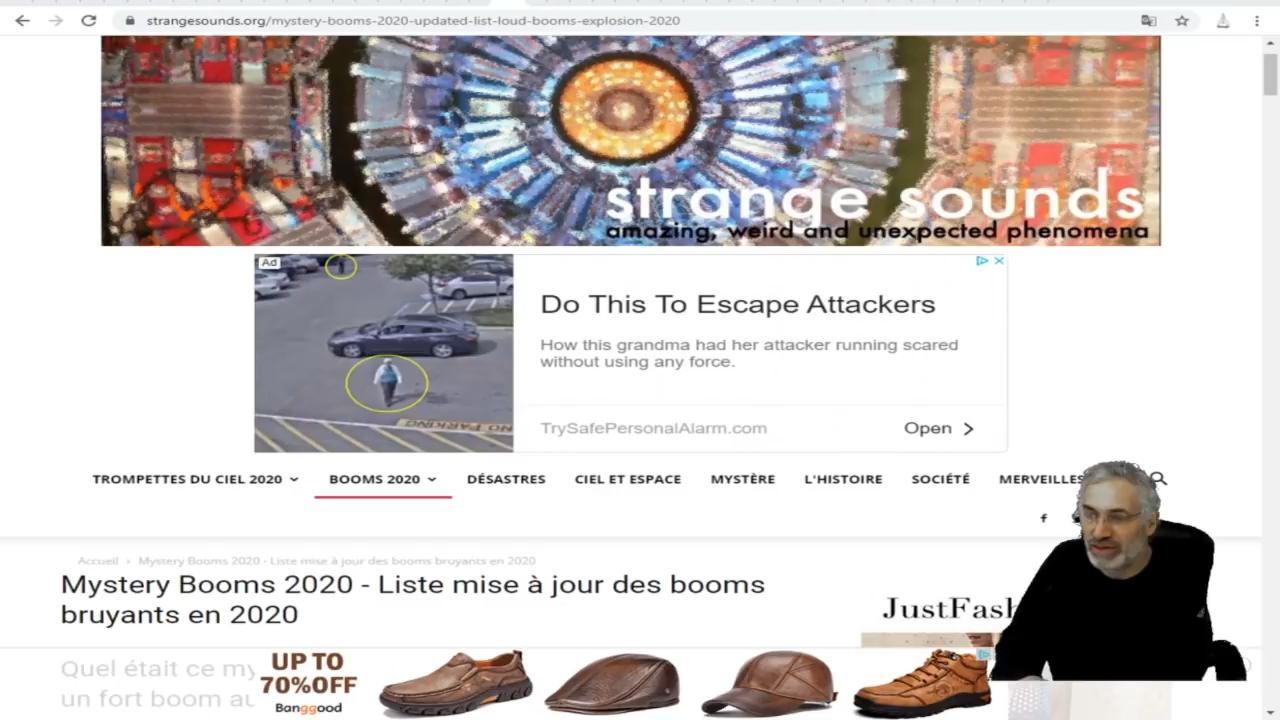 strangesounds.org/mystery-booms-2020-updated-list-loud-booms-explosion-2020
strange sounds
amazing, weird and unexpected phenomena
Ad
Do This To Escape Attackers
How this grandma had her attacker running scared
without using any force.
TrySafePersonalAlarm.com
Open
NO PARKING
TROMPETTES DU CIEL 2020 BOOMS 2020 DÉSASTRES CIEL ET ESPACE MYSTÈRE L'HISTOIRE SOCIÉTÉ MERVEILLES
f
Accueil > Mystery Booms 2020 - Liste mise à jour des booms bruyants en 2020
Mystery Booms 2020 - Liste mise à jour des booms
bruyants en 2020
JustFash
Quel était ce my
un fort boom au
UP TO
70%OFF
Banggood